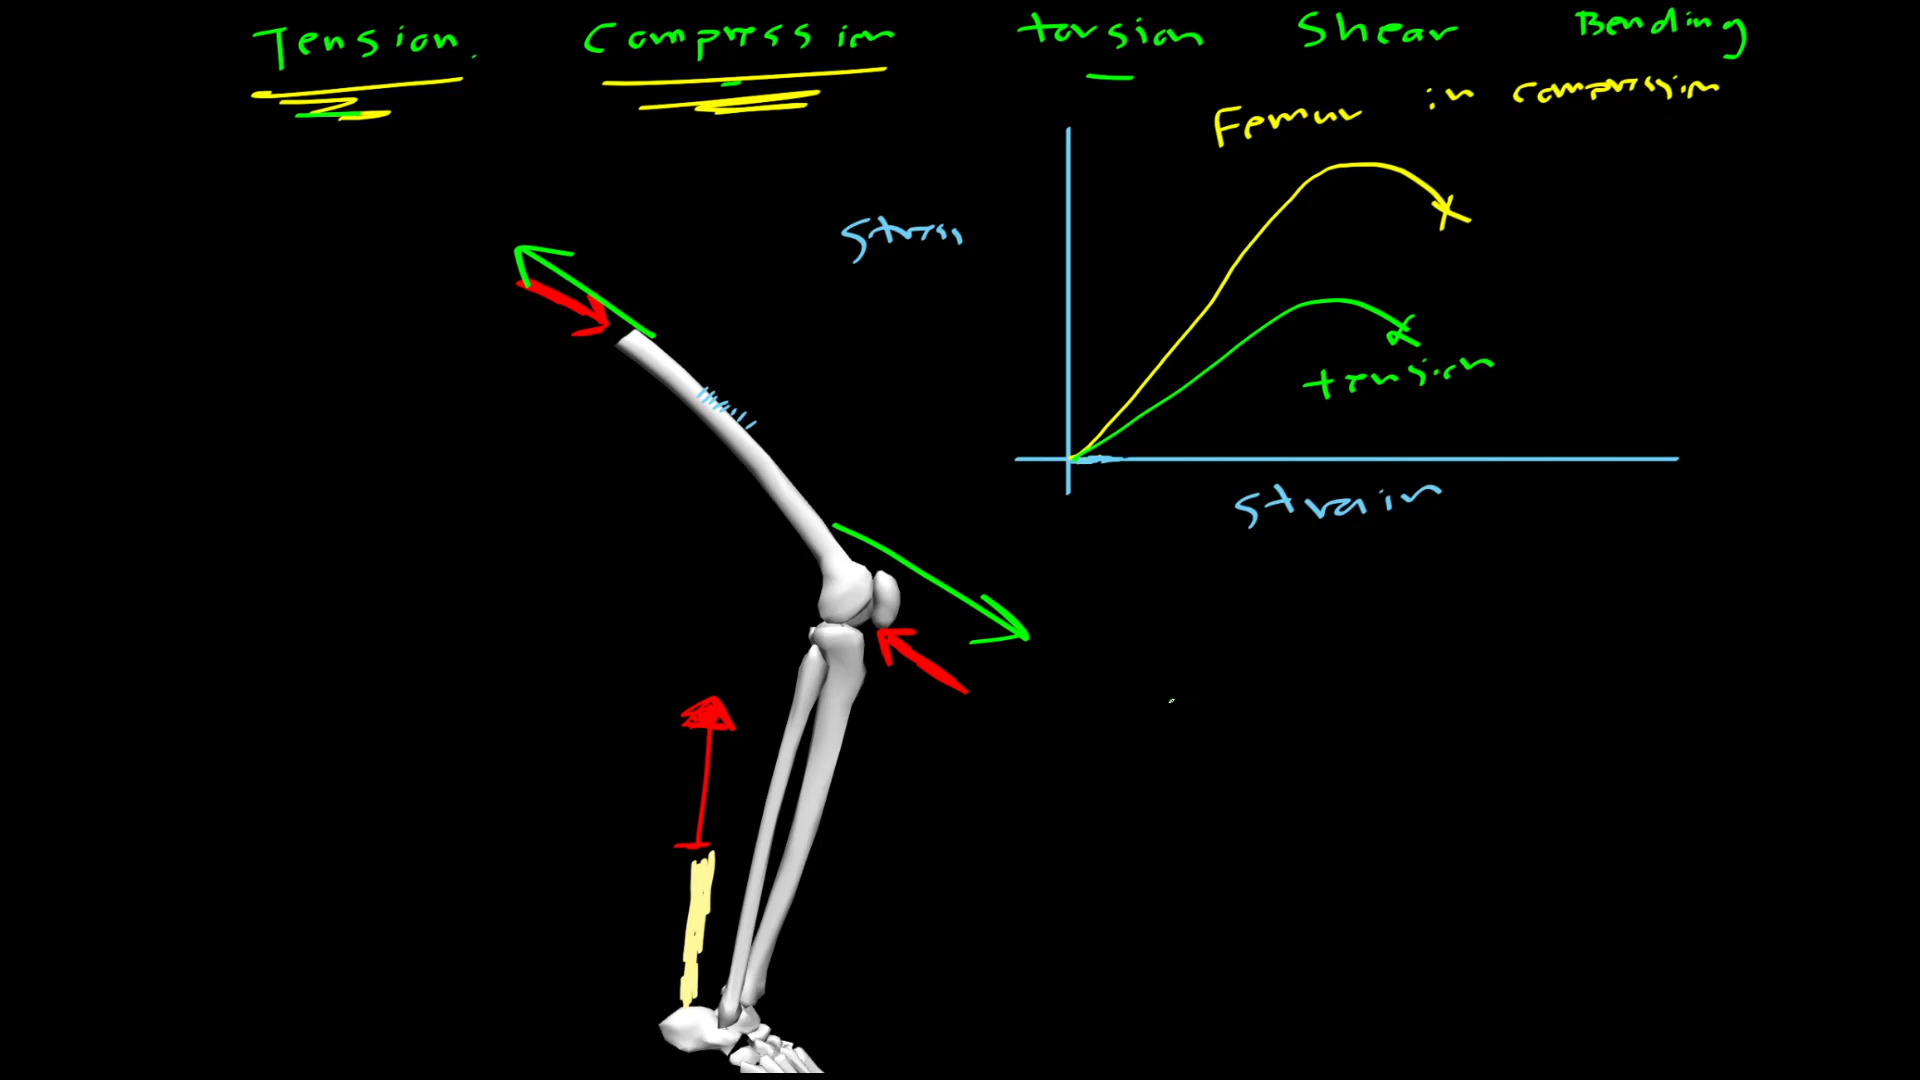 Tension. Compression torsion Shear Bending
Femur in compression
Stress
tension
Strain